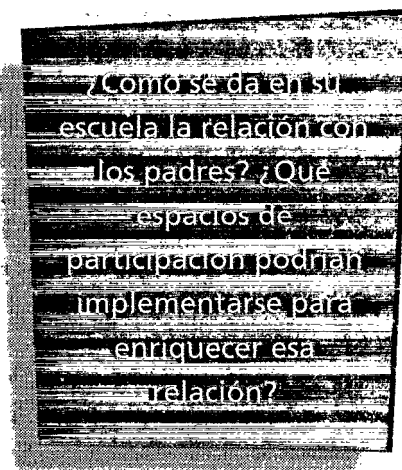 ¿Cómo se da en su
escuela la relación con
los padres? ¿Qué
espacios de
participación podrían
implementarse para
enriquecer esa
relación?